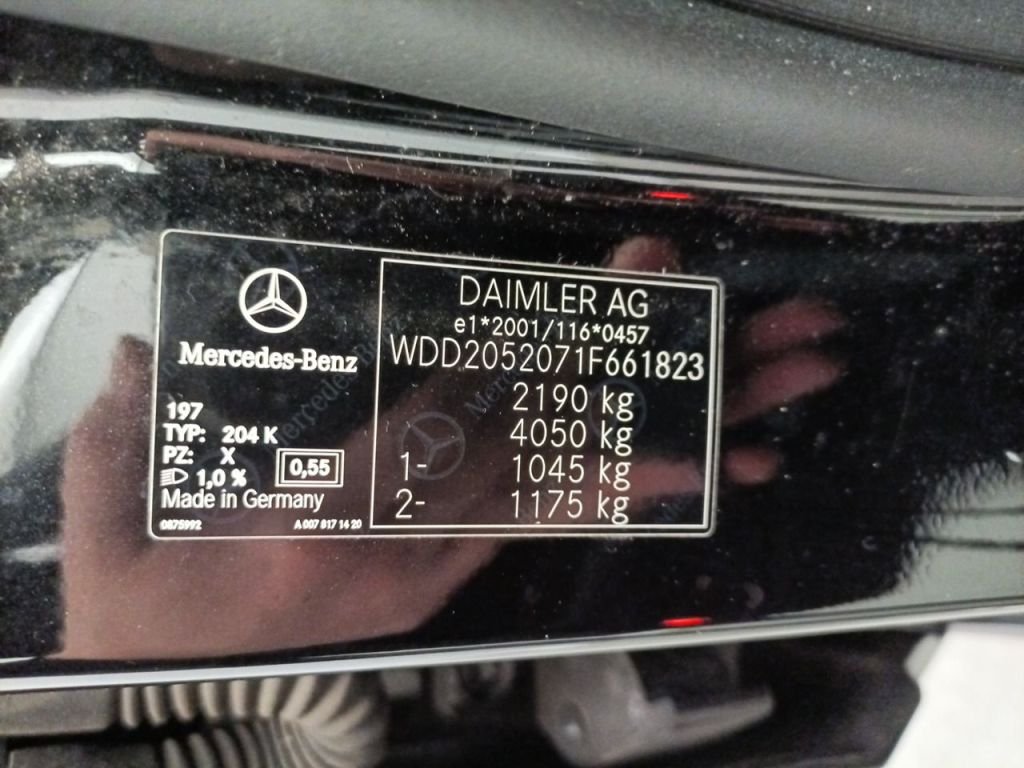 Mercedes-Benz
197
TYP: 204 K
PZ: X
1,0 %
0,55
Made in Germany
0875992
A 007 817 14 20
DAIMLER AG
e1*2001/116*0457
WDD2052071F661823
2190 kg
4050 kg
1- 1045 kg
2- 1175 kg